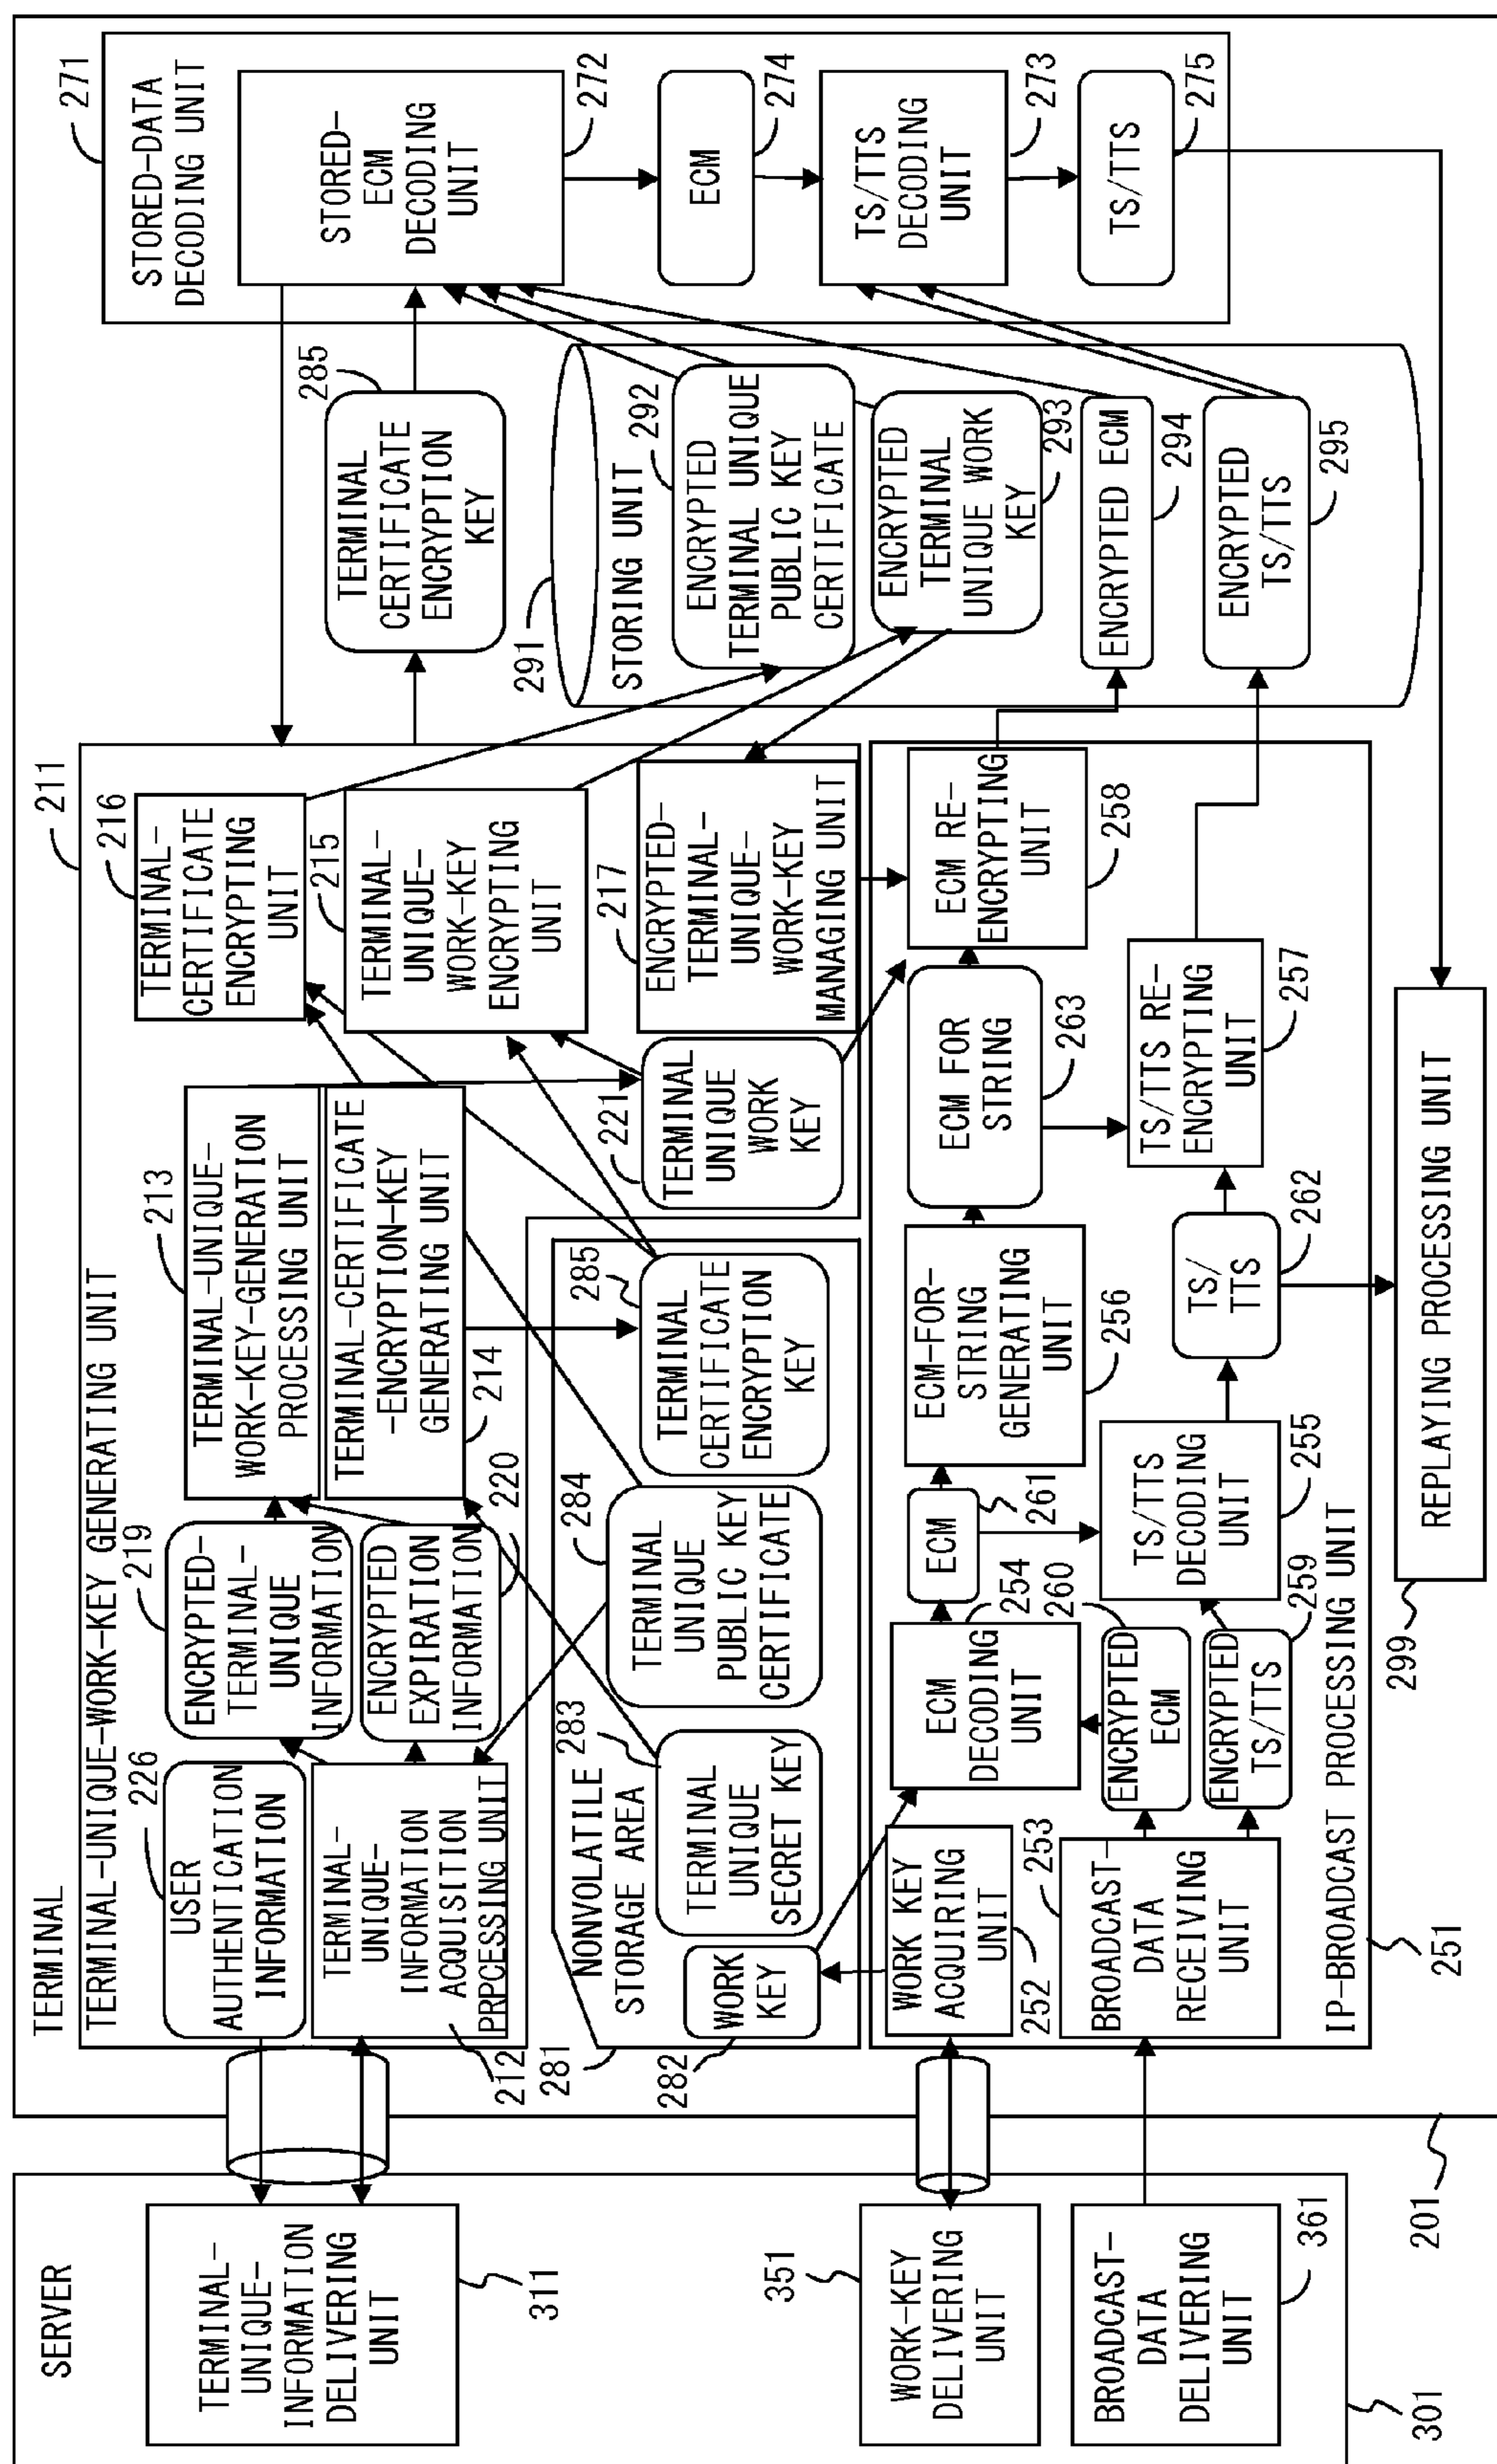 SERVER
TERMINAL-
UNIQUE-
INFORMATION
DELIVERING
UNIT
311
351
WORK-KEY
DELIVERING
UNIT
BROADCAST-
DATA
DELIVERING
UNIT
361
301
201
TERMINAL
TERMINAL-UNIQUE-WORK-KEY GENERATING UNIT
211
226
USER
AUTHENTICATION
INFORMATION
TERMINAL-
UNIQUE-
INFORMATION
ACQUISITION
PRPCESSING UNIT
212
219
ENCRYPTED-
TERMINAL-
UNIQUE
INFORMATION
ENCRYPTED
EXPIRATION
INFORMATION
220
213
TERMINAL-UNIQUE-
WORK-KEY-GENERATION
PROCESSING UNIT
TERMINAL-CERTIFICATE
-ENCRYPTION-KEY
GENERATING UNIT
214
216
TERMINAL-
CERTIFICATE
ENCRYPTING
UNIT
215
TERMINAL-
UNIQUE-
WORK-KEY
ENCRYPTING
UNIT
217
ENCRYPTED-
TERMINAL-
UNIQUE-
WORK-KEY
MANAGING UNIT
221
TERMINAL
UNIQUE
WORK
KEY
281
NONVOLATILE
STORAGE AREA
282
WORK
KEY
283
TERMINAL
UNIQUE
SECRET KEY
284
TERMINAL
UNIQUE
PUBLIC KEY
CERTIFICATE
285
TERMINAL
CERTIFICATE
ENCRYPTION
KEY
WORK KEY
ACQUIRING
UNIT
252
253
BROADCAST-
DATA
RECEIVING
UNIT
ECM
DECODING
UNIT
254
260
ENCRYPTED
ECM
ENCRYPTED
TS/TTS
259
ECM
261
TS/TTS
DECODING
UNIT
255
ECM-FOR-
STRING
GENERATING
UNIT
256
TS/
TTS
262
ECM FOR
STRING
263
TS/TTS RE-
ENCRYPTING
UNIT
257
ECM RE-
ENCRYPTING
UNIT
258
IP-BROADCAST PROCESSING UNIT
251
299
REPLAYING PROCESSING UNIT
285
TERMINAL
CERTIFICATE
ENCRYPTION
KEY
291
STORING UNIT
292
ENCRYPTED
TERMINAL UNIQUE
PUBLIC KEY
CERTIFICATE
ENCRYPTED
TERMINAL
UNIQUE WORK
KEY
293
ENCRYPTED ECM
294
ENCRYPTED
TS/TTS
295
271
STORED-DATA
DECODING UNIT
STORED-
ECM
DECODING
UNIT
272
ECM
274
TS/TTS
DECODING
UNIT
273
TS/TTS
275